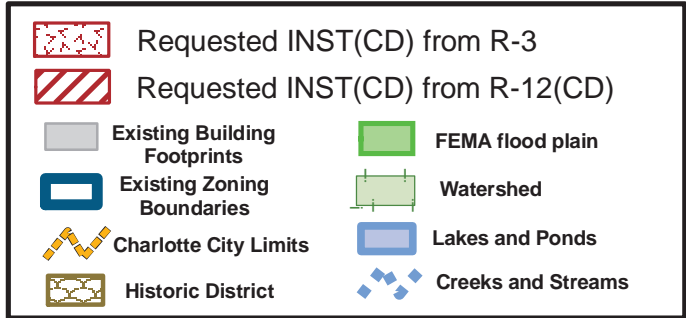 Requested INST(CD) from R-3
Requested INST(CD) from R-12(CD)
Existing Building
Footprints
Existing Zoning
Boundaries
Charlotte City Limits
Historic District
FEMA flood plain
Watershed
Lakes and Ponds
Creeks and Streams